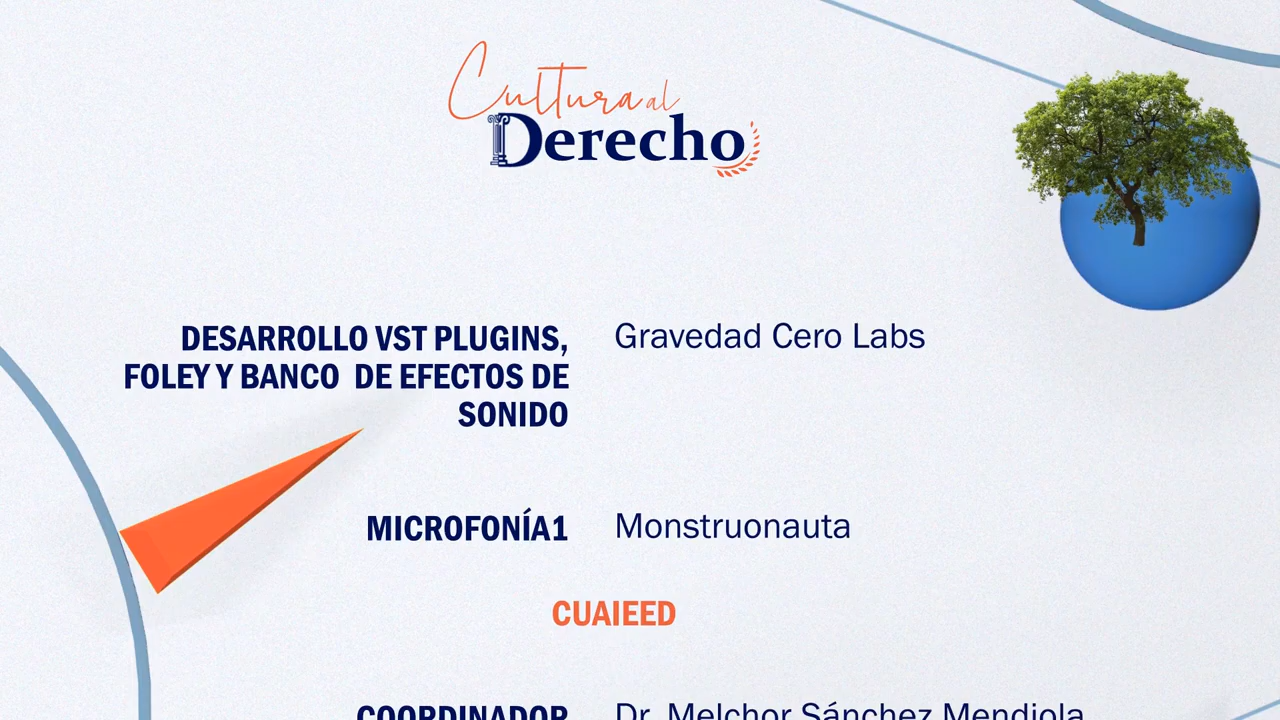 Cultura al
Derecho
DESARROLLO VST PLUGINS, Gravedad Cero Labs
FOLEY Y BANCO DE EFECTOS DE
SONIDO
MICROFONÍA1 Monstruonauta
CUAIEED
COORDINADOR Dr. Melchor Sánchez Mendiola